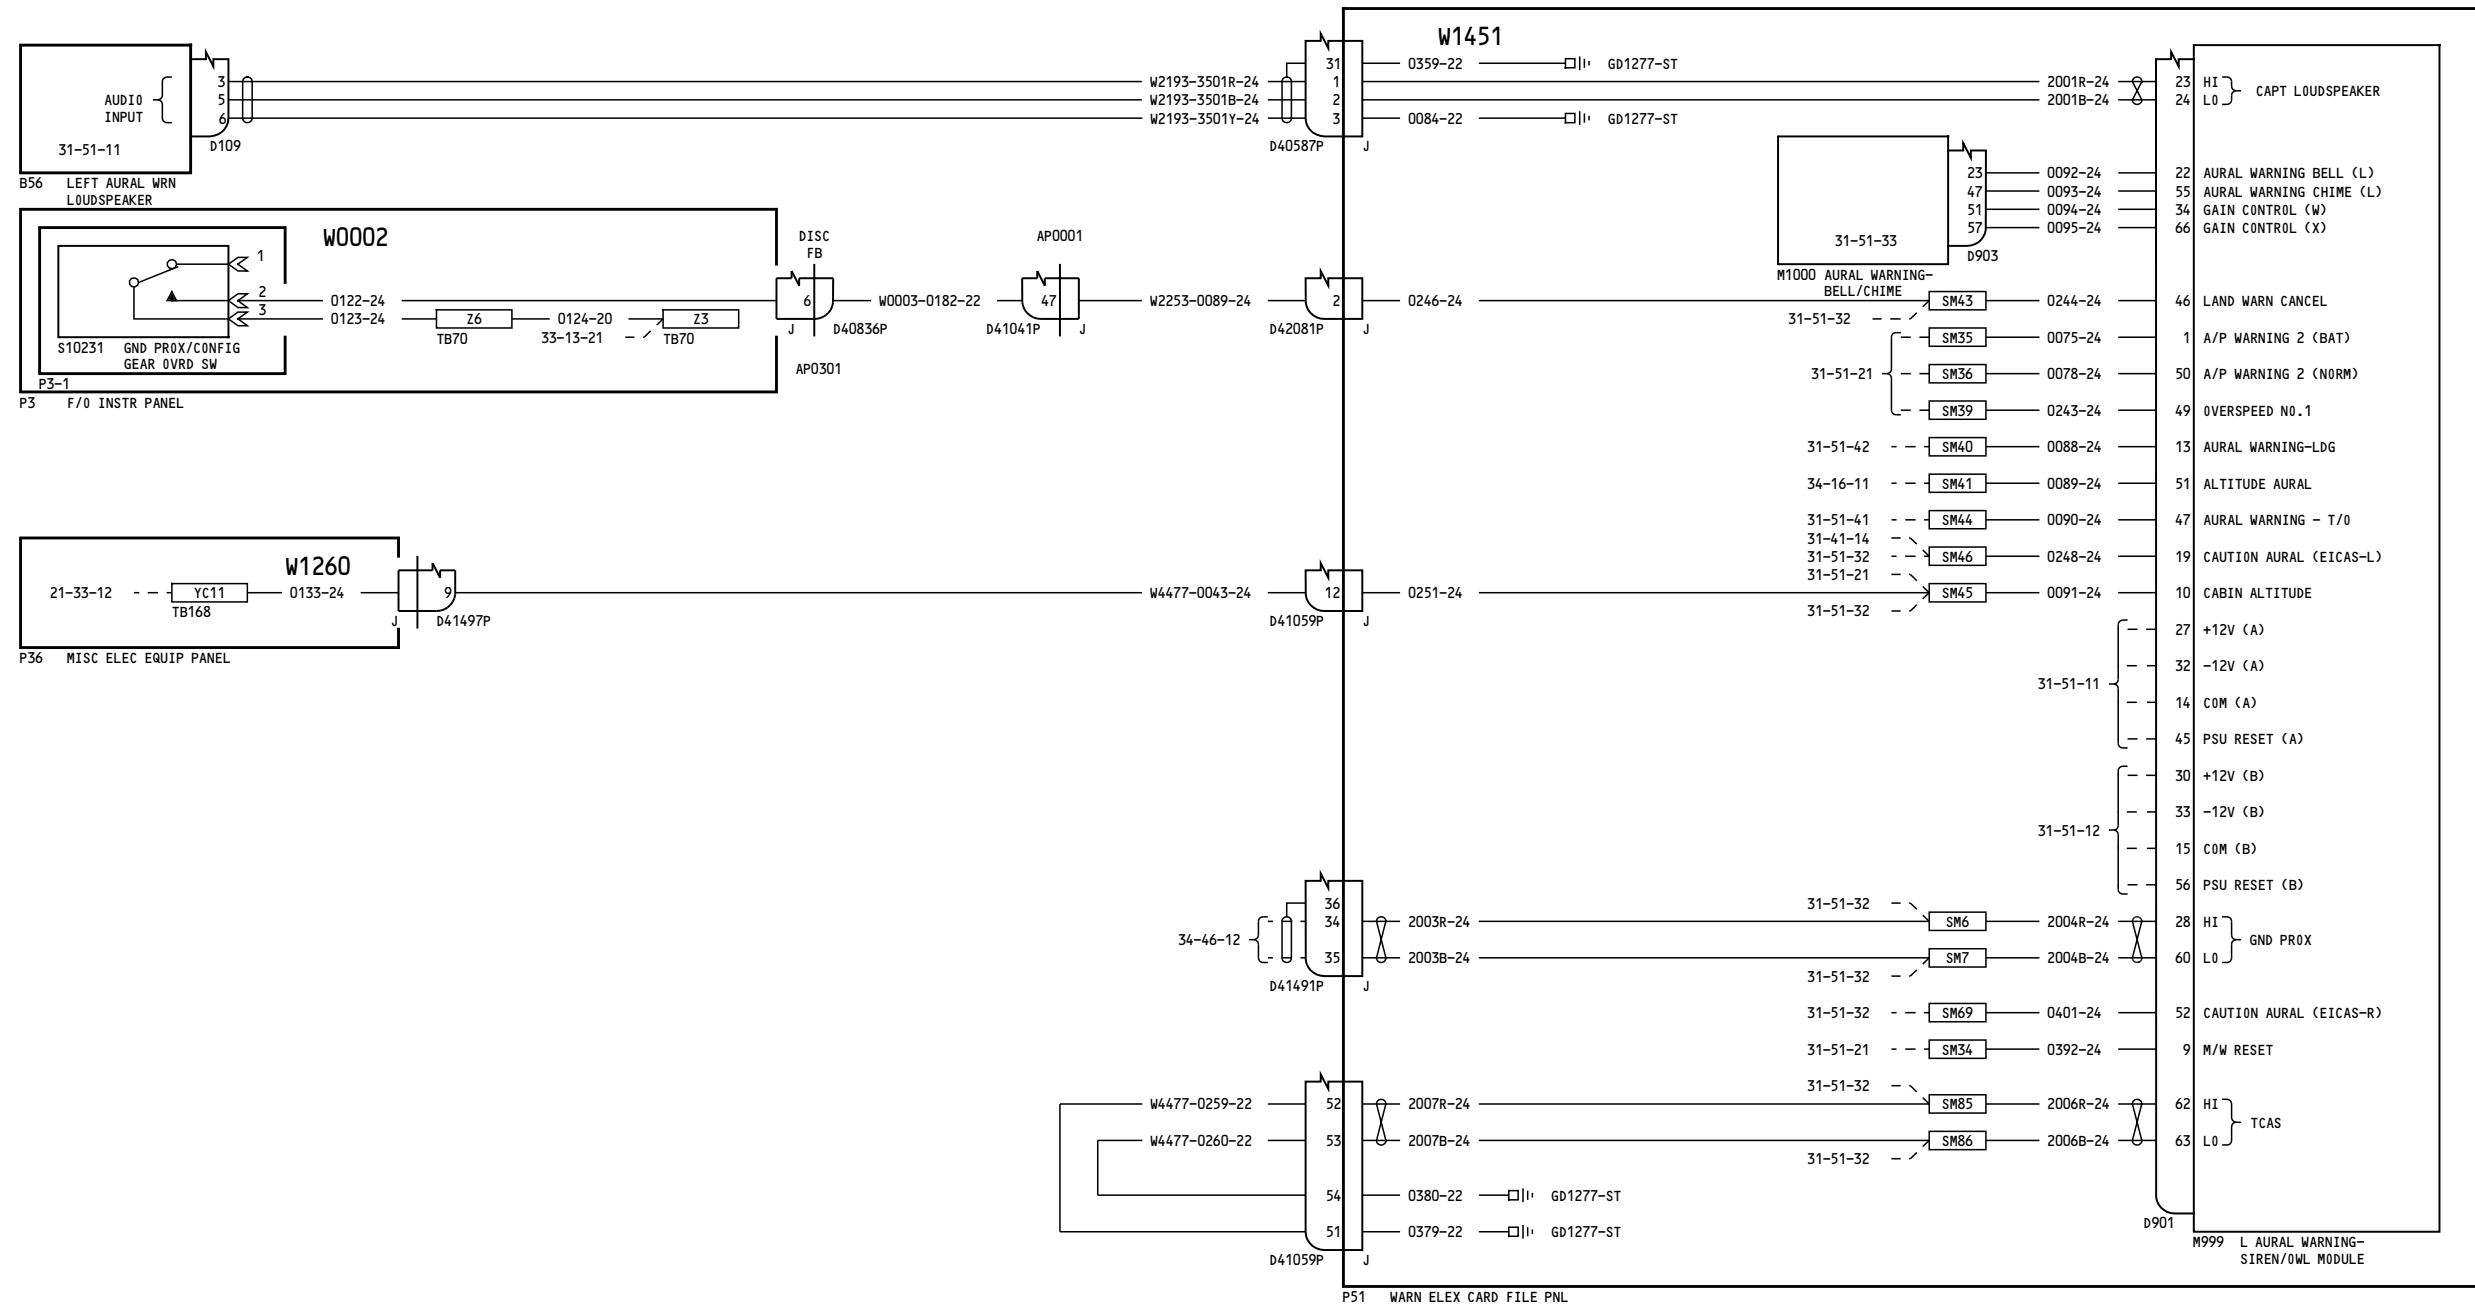 W1451
AUDIO
INPUT
3
5
6
31-51-11
D109
B56 LEFT AURAL WRN
LOUDSPEAKER
W2193-3501R-24
W2193-3501B-24
W2193-3501Y-24
31
1
2
3
D40587P J
0359-22 GD1277-ST
0084-22 GD1277-ST
2001R-24 23 HI
2001B-24 24 LO
CAPT LOUDSPEAKER
31-51-33
23 0092-24 22 AURAL WARNING BELL (L)
47 0093-24 55 AURAL WARNING CHIME (L)
51 0094-24 34 GAIN CONTROL (W)
57 0095-24 66 GAIN CONTROL (X)
D903
M1000 AURAL WARNING-
BELL/CHIME
W0002
1
2
3
0122-24
0123-24 Z6 0124-20 Z3
TB70 33-13-21 TB70
S10231 GND PROX/CONFIG
GEAR OVRD SW
P3-1
P3 F/O INSTR PANEL
DISC
FB
6
J D40836P
AP0301
W0003-0182-22
AP0001
47
D41041P J
W2253-0089-24
2
D42081P J
0246-24 SM43 0244-24 46 LAND WARN CANCEL
31-51-32
SM35 0075-24 1 A/P WARNING 2 (BAT)
31-51-21 SM36 0078-24 50 A/P WARNING 2 (NORM)
SM39 0243-24 49 OVERSPEED NO.1
31-51-42 SM40 0088-24 13 AURAL WARNING-LDG
34-16-11 SM41 0089-24 51 ALTITUDE AURAL
31-51-41 SM44 0090-24 47 AURAL WARNING - T/O
31-41-14
31-51-32 SM46 0248-24 19 CAUTION AURAL (EICAS-L)
31-51-21
W1260
21-33-12 YC11 0133-24 9
TB168
J D41497P
P36 MISC ELEC EQUIP PANEL
W4477-0043-24
12
D41059P J
0251-24 SM45 0091-24 10 CABIN ALTITUDE
31-51-32
27 +12V (A)
32 -12V (A)
31-51-11
14 COM (A)
45 PSU RESET (A)
30 +12V (B)
33 -12V (B)
31-51-12
15 COM (B)
56 PSU RESET (B)
34-46-12
36
34
35
D41491P J
31-51-32
2003R-24 SM6 2004R-24 28 HI
GND PROX
2003B-24 SM7 2004B-24 60 LO
31-51-32
31-51-32 SM69 0401-24 52 CAUTION AURAL (EICAS-R)
31-51-21 SM34 0392-24 9 M/W RESET
31-51-32
W4477-0259-22 52 2007R-24 SM85 2006R-24 62 HI
TCAS
W4477-0260-22 53 2007B-24 SM86 2006B-24 63 LO
31-51-32
54 0380-22 GD1277-ST
51 0379-22 GD1277-ST
D41059P J
D901
M999 L AURAL WARNING-
SIREN/OWL MODULE
P51 WARN ELEX CARD FILE PNL